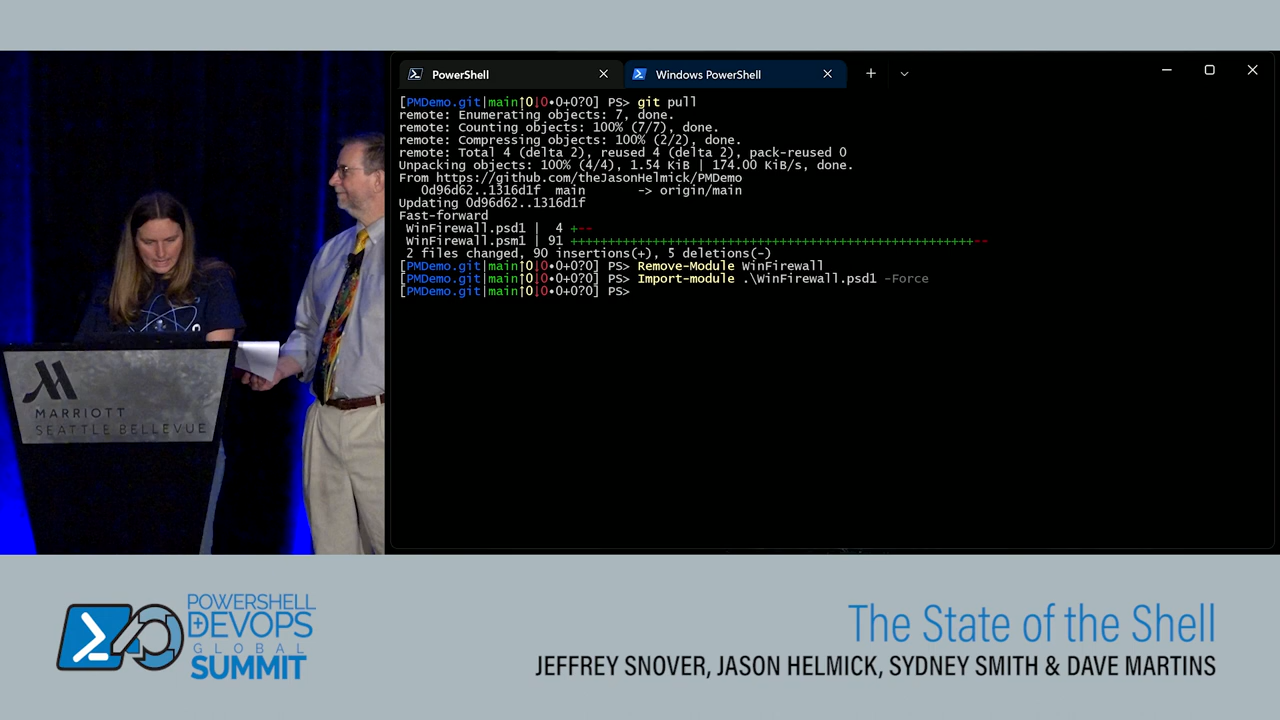 PowerShell
Windows PowerShell
[PMDemo.git|main↑0↓0•0+0?0] PS> git pull
remote: Enumerating objects: 7, done.
remote: Counting objects: 100% (7/7), done.
remote: Compressing objects: 100% (2/2), done.
remote: Total 4 (delta 2), reused 4 (delta 2), pack-reused 0
Unpacking objects: 100% (4/4), 1.54 KiB | 174.00 KiB/s, done.
From https://github.com/theJasonHelmick/PMDemo
0d96d62..1316d1f main -> origin/main
Updating 0d96d62..1316d1f
Fast-forward
WinFirewall.psd1 | 4 +--
WinFirewall.psm1 | 91 ++++++++++++++++++++++++++++++++++++++++++++++++++++++--
2 files changed, 90 insertions(+), 5 deletions(-)
[PMDemo.git|main↑0↓0•0+0?0] PS> Remove-Module WinFirewall
[PMDemo.git|main↑0↓0•0+0?0] PS> Import-module .\WinFirewall.psd1 -Force
[PMDemo.git|main↑0↓0•0+0?0] PS>
MARRIOTT
SEATTLE BELLEVUE
POWERSHELL
+DEVOPS
GLOBAL
SUMMIT
The State of the Shell
JEFFREY SNOVER, JASON HELMICK, SYDNEY SMITH & DAVE MARTINS